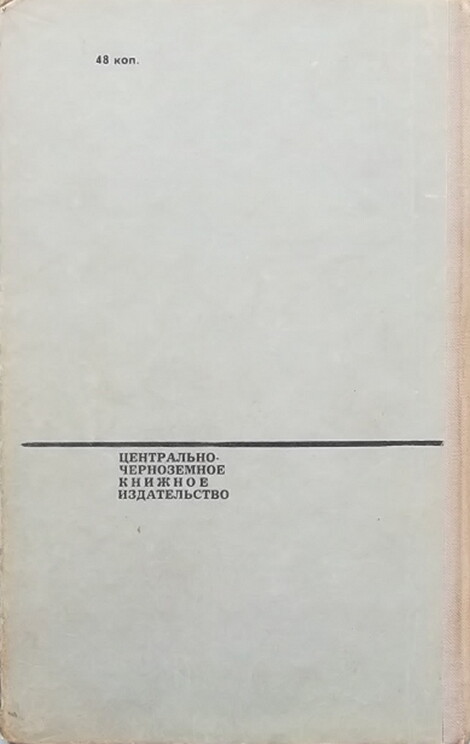 48 коп.
ЦЕНТРАЛЬНО-
ЧЕРНОЗЕМНОЕ
КНИЖНОЕ
ИЗДАТЕЛЬСТВО